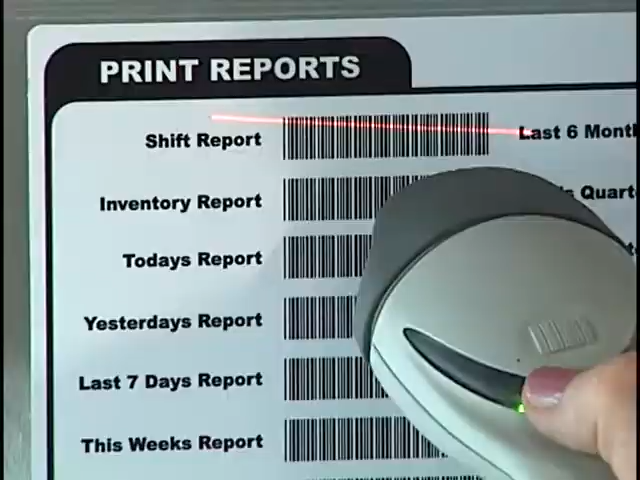 PRINT REPORTS
Shift Report
Last 6 Mont
Inventory Report
Quart
Todays Report
Yesterdays Report
Last 7 Days Report
This Weeks Report